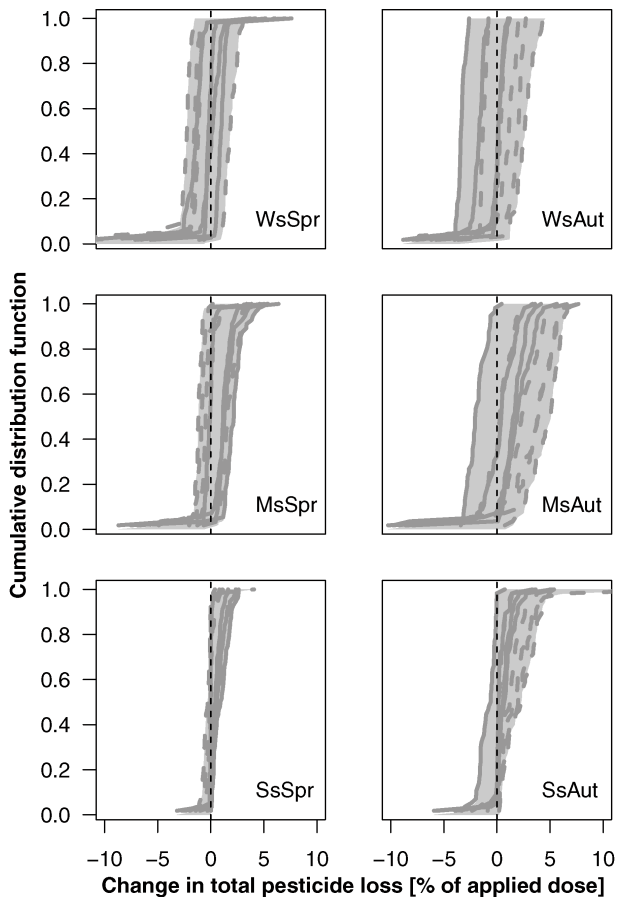 1.0
0.8
0.6
0.4
0.2
0.0
WsSpr
WsAut
1.0
0.8
0.6
0.4
0.2
0.0
MsSpr
MsAut
1.0
0.8
0.6
0.4
0.2
0.0
SsSpr
SsAut
Cumulative distribution function
−10 −5 0 5 10 −10 −5 0 5 10
Change in total pesticide loss [% of applied dose]